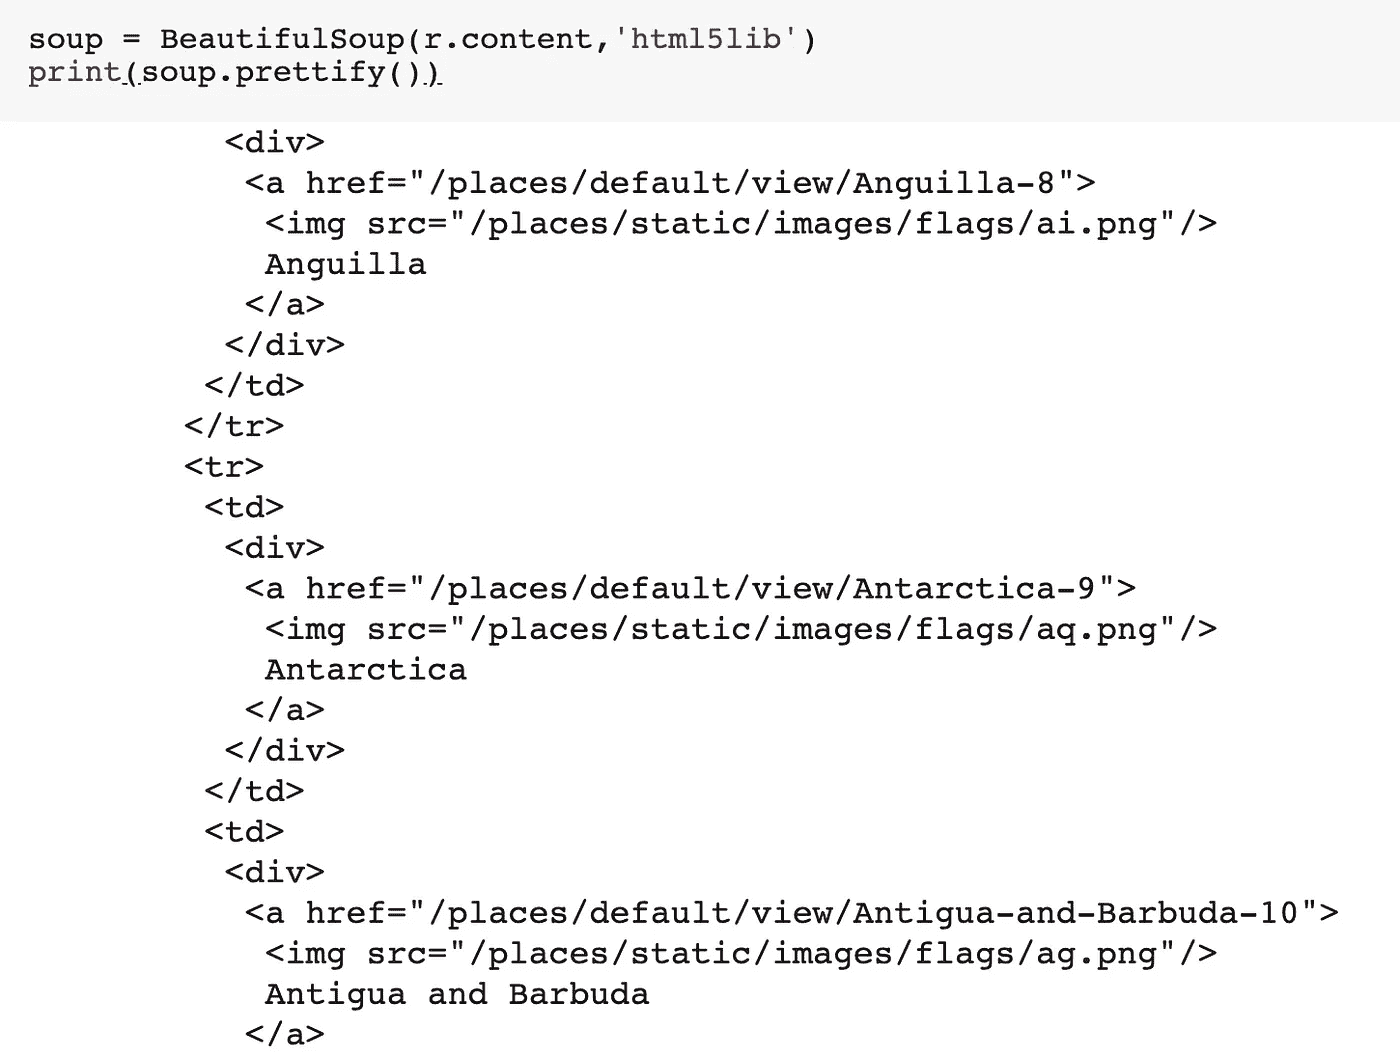 soup = BeautifulSoup(r.content,'html5lib')
print(soup.prettify())
<div>
<a href="/places/default/view/Anguilla-8">
<img src="/places/static/images/flags/ai.png"/>
Anguilla
</a>
</div>
</td>
</tr>
<tr>
<td>
<div>
<a href="/places/default/view/Antarctica-9">
<img src="/places/static/images/flags/aq.png"/>
Antarctica
</a>
</div>
</td>
<td>
<div>
<a href="/places/default/view/Antigua-and-Barbuda-10">
<img src="/places/static/images/flags/ag.png"/>
Antigua and Barbuda
</a>